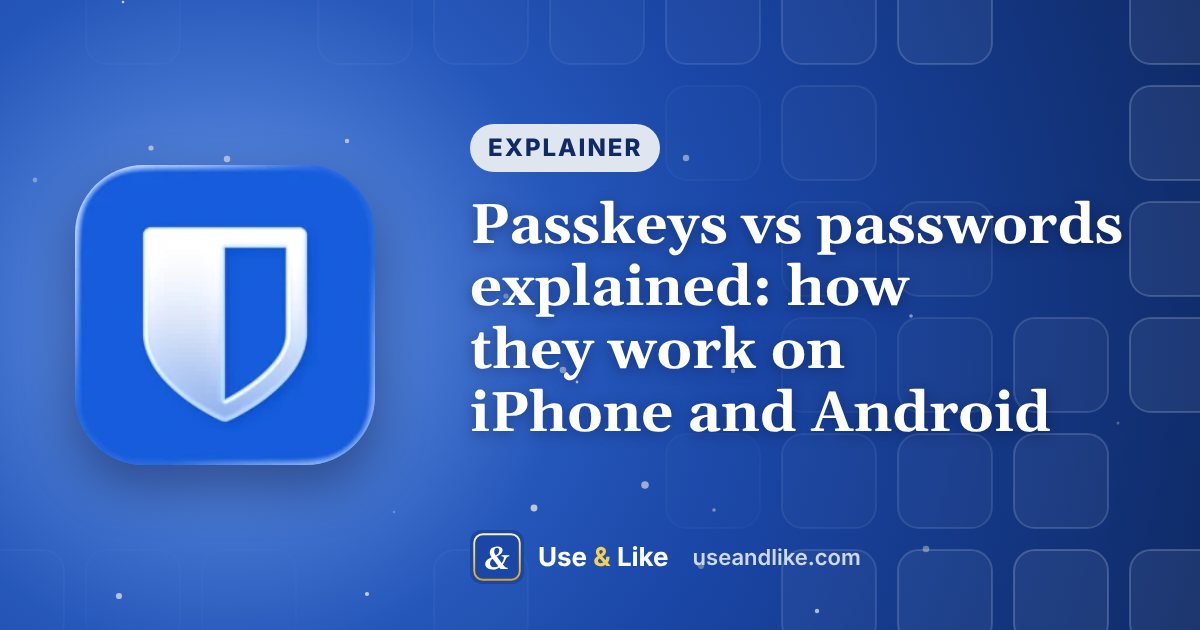 EXPLAINER
Passkeys vs passwords
explained: how
they work on
iPhone and Android
& Use & Like useandlike.com